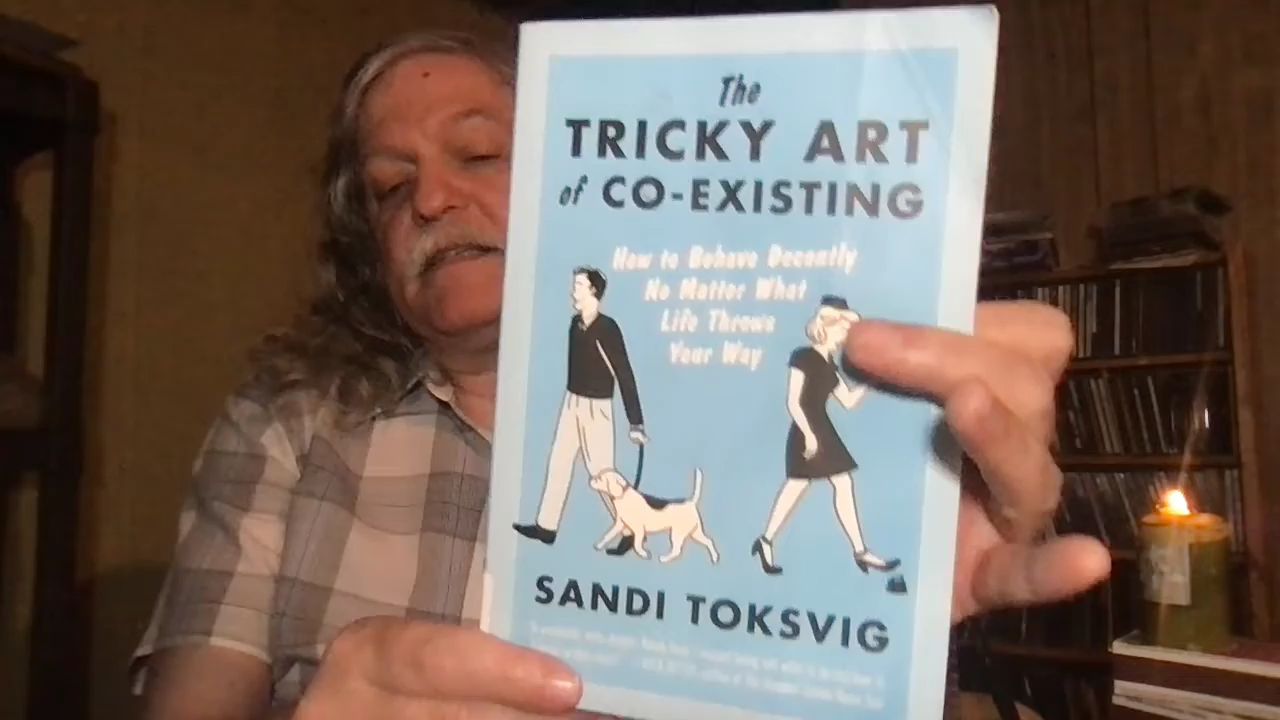 The
TRICKY ART
of CO-EXISTING
How to Behave Decently
No Matter What
Life Throws
Your Way
SANDI TOKSVIG